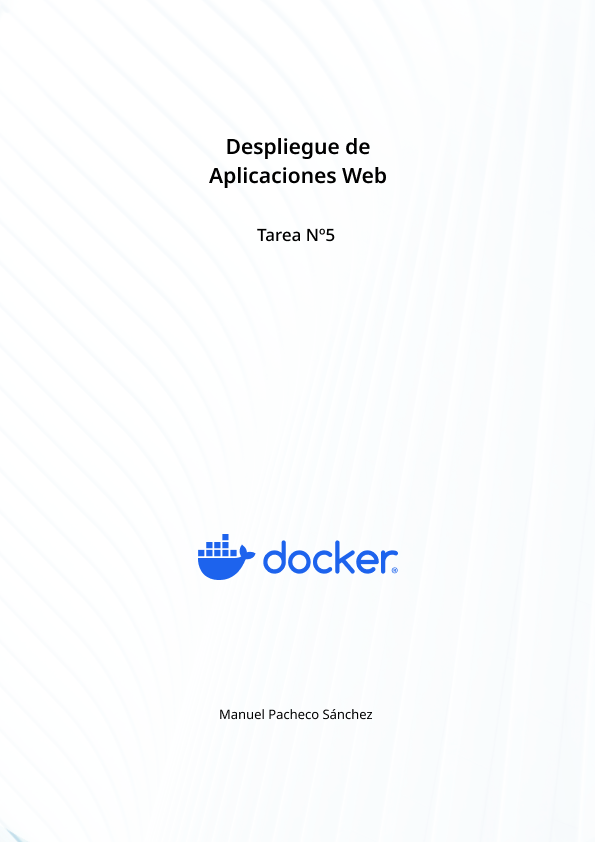 Despliegue de
Aplicaciones Web
Tarea Nº5
docker®
Manuel Pacheco Sánchez